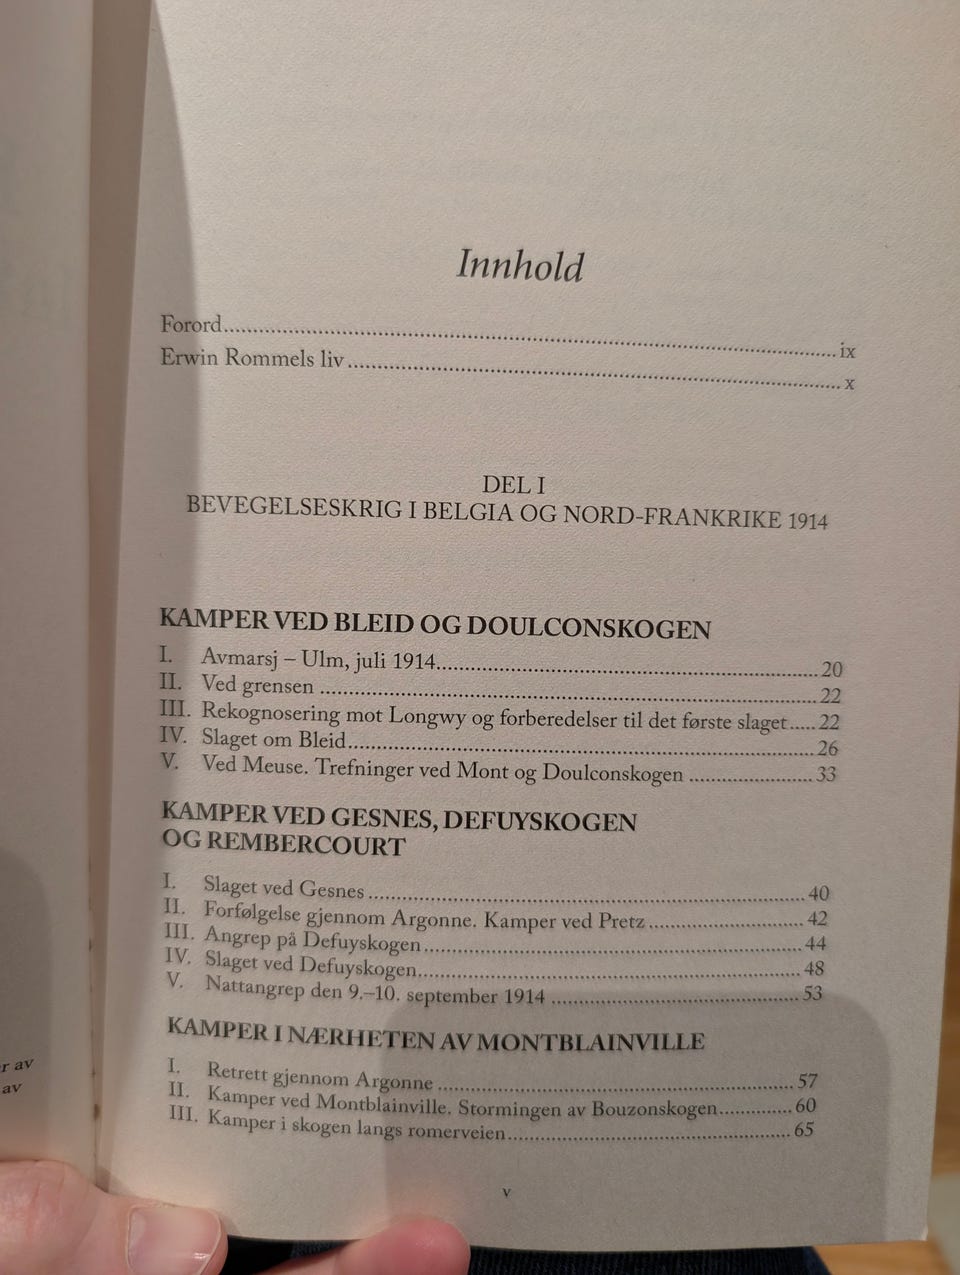 Innhold
Forord.......... ix
Erwin Rommels liv.......... x
DEL I
BEVEGELSESKRIG I BELGIA OG NORD-FRANKRIKE 1914
KAMPER VED BLEID OG DOULCONSKOGEN
I. Avmarsj – Ulm, juli 1914.......... 20
II. Ved grensen .......... 22
III. Rekognosering mot Longwy og forberedelser til det første slaget..... 22
IV. Slaget om Bleid.......... 26
V. Ved Meuse. Trefninger ved Mont og Doulconskogen .......... 33
KAMPER VED GESNES, DEFUYSKOGEN
OG REMBERCOURT
I. Slaget ved Gesnes .......... 40
II. Forfølgelse gjennom Argonne. Kamper ved Pretz .......... 42
III. Angrep på Defuyskogen.......... 44
IV. Slaget ved Defuyskogen.......... 48
V. Nattangrep den 9.–10. september 1914 .......... 53
KAMPER I NÆRHETEN AV MONTBLAINVILLE
I. Retrett gjennom Argonne .......... 57
II. Kamper ved Montblainville. Stormingen av Bouzonskogen.......... 60
III. Kamper i skogen langs romerveien.......... 65
v
r av
av